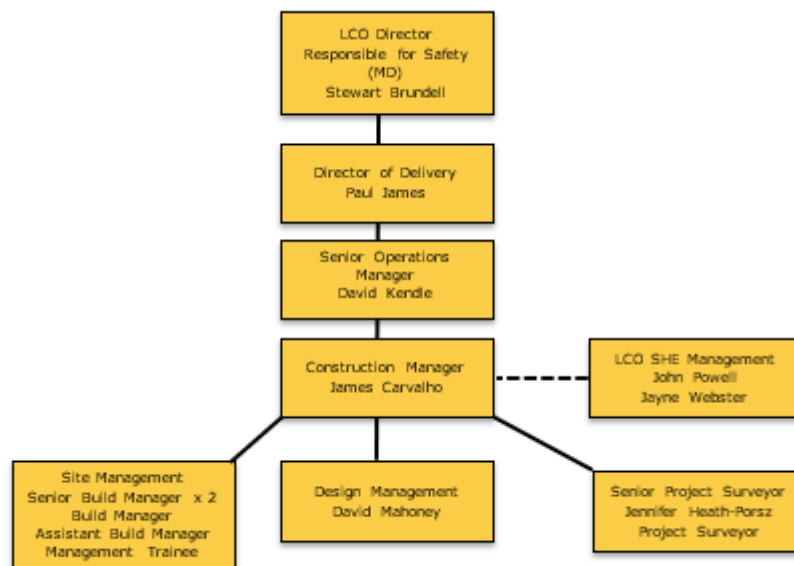 LCO Director
Responsible for Safety
(MD)
Stewart Brundell
Director of Delivery
Paul James
Senior Operations
Manager
David Kendle
Construction Manager
James Carvalho
LCO SHE Management
John Powell
Jayne Webster
Site Management
Senior Build Manager x 2
Build Manager
Assistant Build Manager
Management Trainee
Design Management
David Mahoney
Senior Project Surveyor
Jennifer Heath-Porsz
Project Surveyor